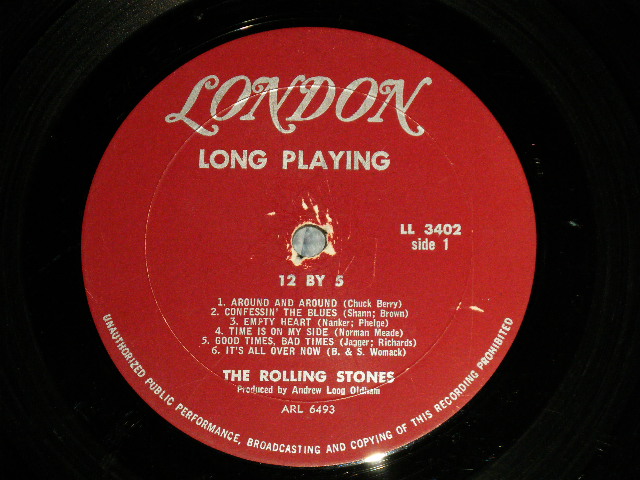 LONDON
LONG PLAYING
LL 3402
side 1
12 BY 5
1. AROUND AND AROUND (Chuck Berry)
2. CONFESSIN' THE BLUES (Shann; Brown)
3. EMPTY HEART (Nanker; Phelge)
4. TIME IS ON MY SIDE (Norman Meade)
5. GOOD TIMES, BAD TIMES (Jagger; Richards)
6. IT'S ALL OVER NOW (B. & S. Womack)
THE ROLLING STONES
Produced by Andrew Loog Oldham
ARL 6493
UNAUTHORIZED PUBLIC PERFORMANCE, BROADCASTING AND COPYING OF THIS RECORDING PROHIBITED